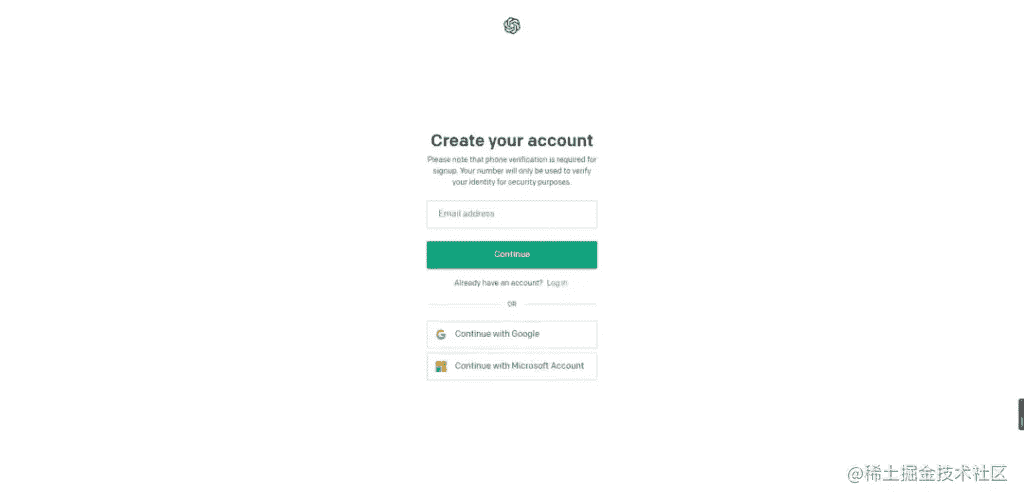 Create your account
Please note that phone verification is required for
signup. Your number will only be used to verify
your identity for security purposes.
Email address
Continue
Already have an account? Log in
OR
Continue with Google
Continue with Microsoft Account
@稀土掘金技术社区